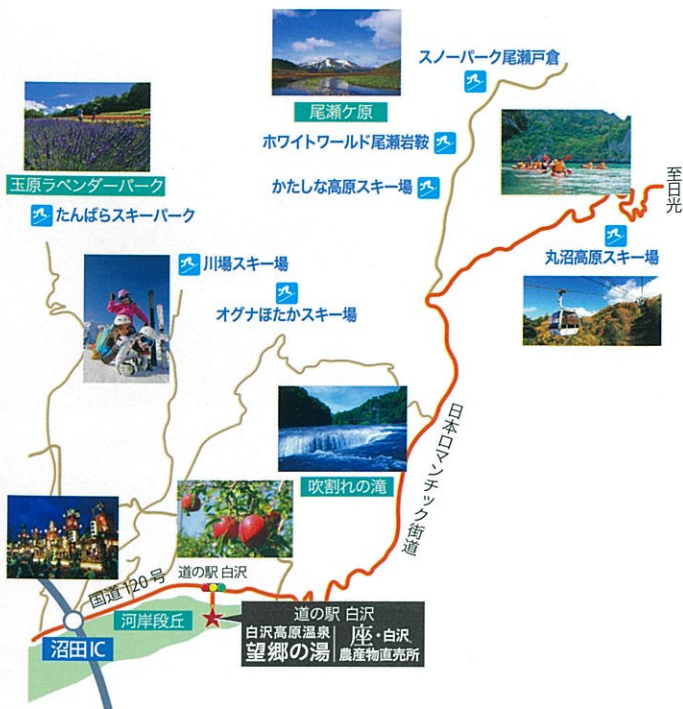 スノーパーク尾瀬戸倉
尾瀬ケ原
ホワイトワールド尾瀬岩鞍
かたしな高原スキー場
至日光
玉原ラベンダーパーク
たんばらスキーパーク
丸沼高原スキー場
川場スキー場
オグナほたかスキー場
日本ロマンチック街道
吹割れの滝
国道120号
道の駅 白沢
河岸段丘
沼田IC
道の駅 白沢
白沢高原温泉
望郷の湯
座・白沢
農産物直売所